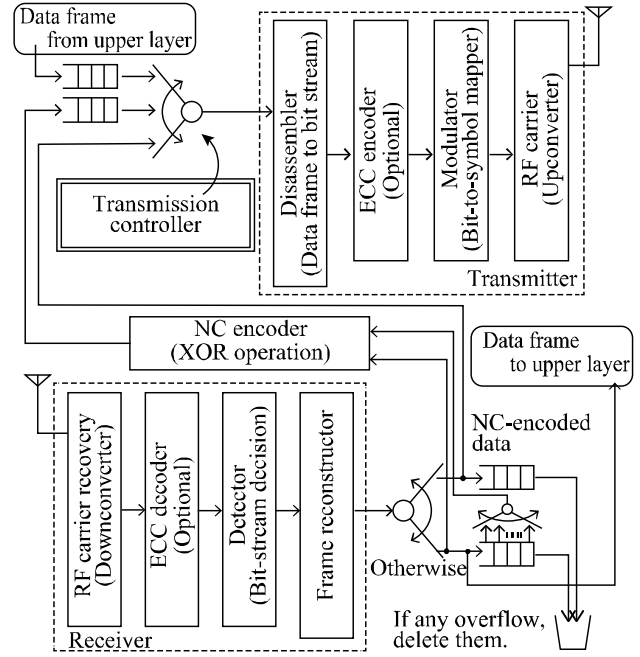 Data frame
from upper layer
Transmission
controller
Disassembler
(Data frame to bit stream)
ECC encoder
(Optional)
Modulator
(Bit-to-symbol mapper)
RF carrier
(Upconverter)
Transmitter
NC encoder
(XOR operation)
Data frame
to upper layer
NC-encoded
data
RF carrier recovery
(Downconverter)
ECC decoder
(Optional)
Detector
(Bit-stream decision)
Frame reconstructor
Otherwise
Receiver
If any overflow,
delete them.